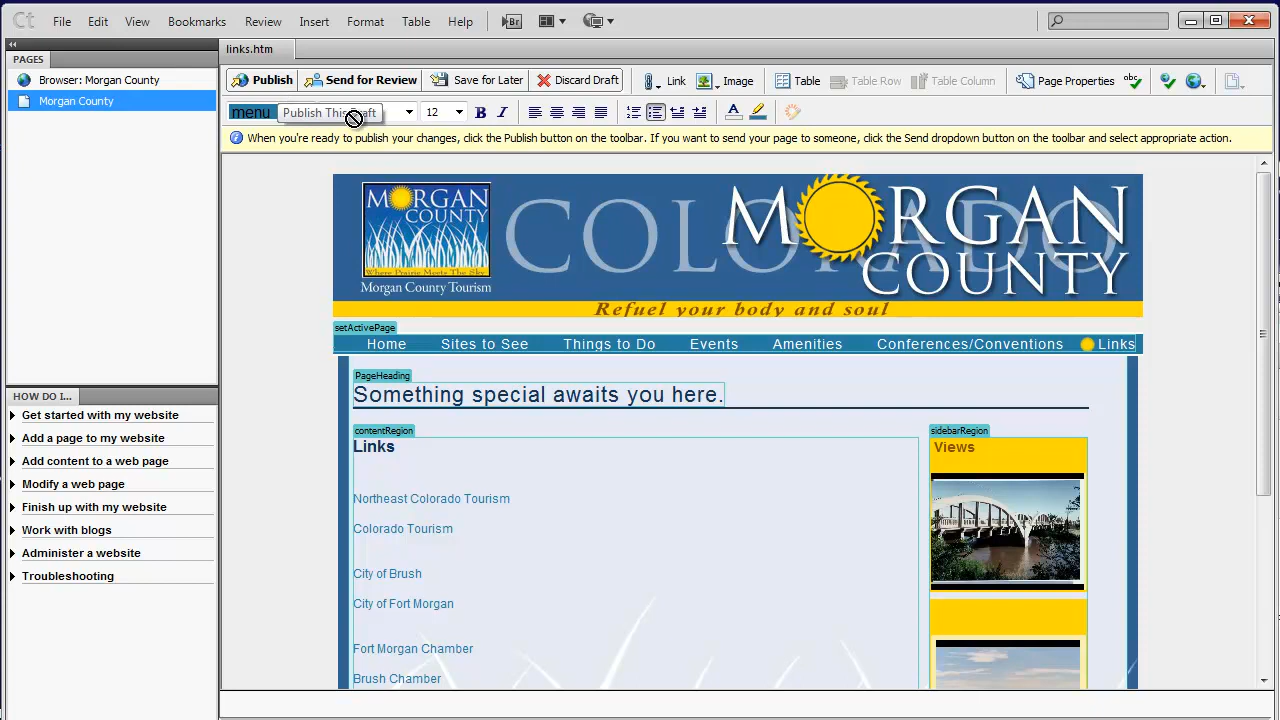 Ct File Edit View Bookmarks Review Insert Format Table Help Br
PAGES
Browser: Morgan County
Morgan County
links.htm
Publish Send for Review Save for Later Discard Draft Link Image Table Table Row Table Column Page Properties
menu Publish This Draft 12 B I
When you're ready to publish your changes, click the Publish button on the toolbar. If you want to send your page to someone, click the Send dropdown button on the toolbar and select appropriate action.
MORGAN
COUNTY
Where Prairie Meets The Sky
Morgan County Tourism
COLORADO
MORGAN
COUNTY
Refuel your body and soul
setActivePage
Home Sites to See Things to Do Events Amenities Conferences/Conventions Links
PageHeading
Something special awaits you here.
contentRegion
Links
Northeast Colorado Tourism
Colorado Tourism
City of Brush
City of Fort Morgan
Fort Morgan Chamber
Brush Chamber
sidebarRegion
Views
HOW DO I...
Get started with my website
Add a page to my website
Add content to a web page
Modify a web page
Finish up with my website
Work with blogs
Administer a website
Troubleshooting